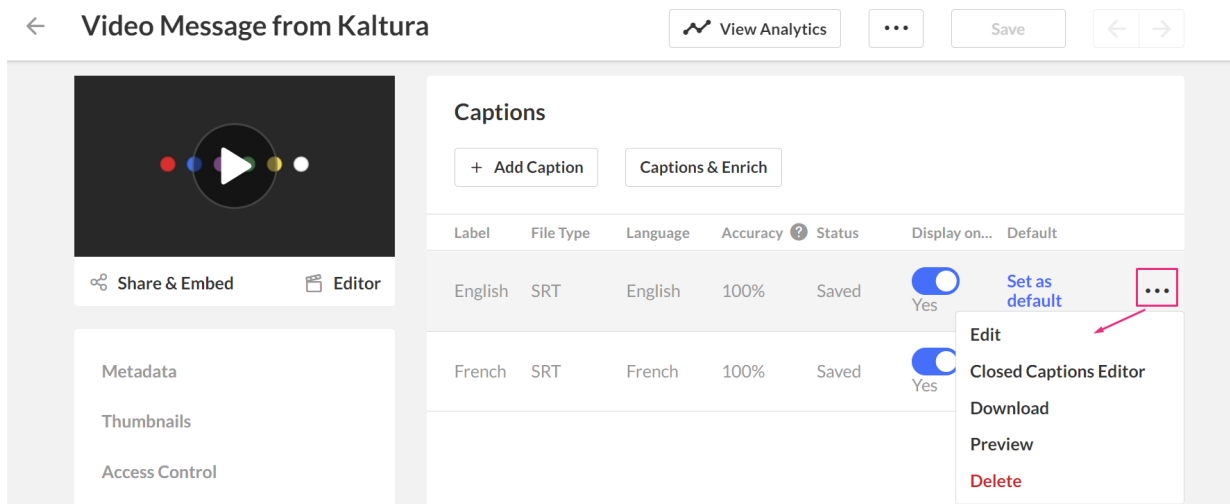 Video Message from Kaltura
View Analytics
Save
Share & Embed
Editor
Metadata
Thumbnails
Access Control
Captions
+ Add Caption
Captions & Enrich
Label File Type Language Accuracy ? Status Display on... Default
English SRT English 100% Saved Yes Set as default
French SRT French 100% Saved Yes
Edit
Closed Captions Editor
Download
Preview
Delete